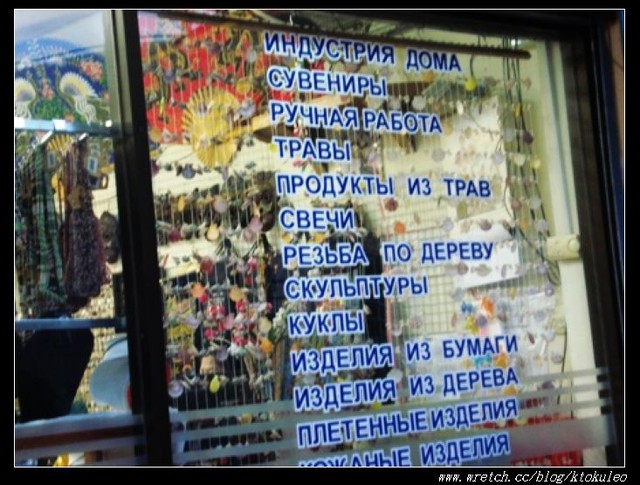 ИНДУСТРИЯ ДОМА
СУВЕНИРЫ
РУЧНАЯ РАБОТА
ТРАВЫ
ПРОДУКТЫ ИЗ ТРАВ
СВЕЧИ
РЕЗЬБА ПО ДЕРЕВУ
СКУЛЬПТУРЫ
КУКЛЫ
ИЗДЕЛИЯ ИЗ БУМАГИ
ИЗДЕЛИЯ ИЗ ДЕРЕВА
ПЛЕТЕННЫЕ ИЗДЕЛИЯ
КОЖАНЫЕ ИЗДЕЛИЯ
www.wretch.cc/blog/ktokuleo